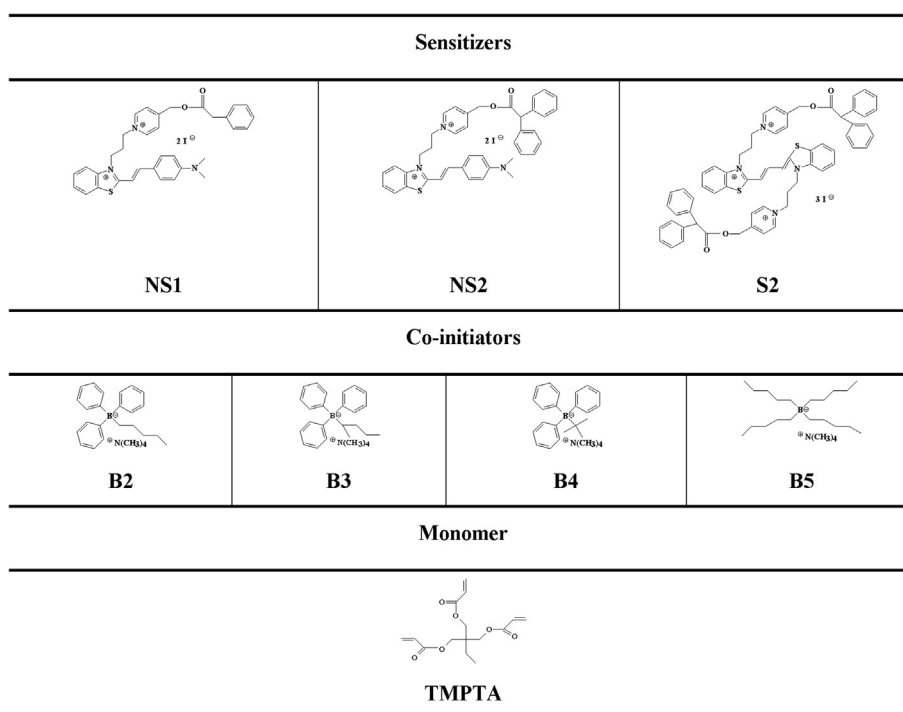 Sensitizers
O
O
N
⊕
2 I ⊖
N
⊕
S
N
NS1
O
O
N
⊕
2 I ⊖
N
⊕
S
N
NS2
O
O
N
⊕
S
N
N
⊕
S
3 I ⊖
N
⊕
O
O
S2
Co-initiators
B ⊖
⊕ N(CH3)4
B2
B ⊖
⊕ N(CH3)4
B3
B ⊖
⊕ N(CH3)4
B4
B ⊖
⊕ N(CH3)4
B5
Monomer
O
O
O
O
O
O
TMPTA